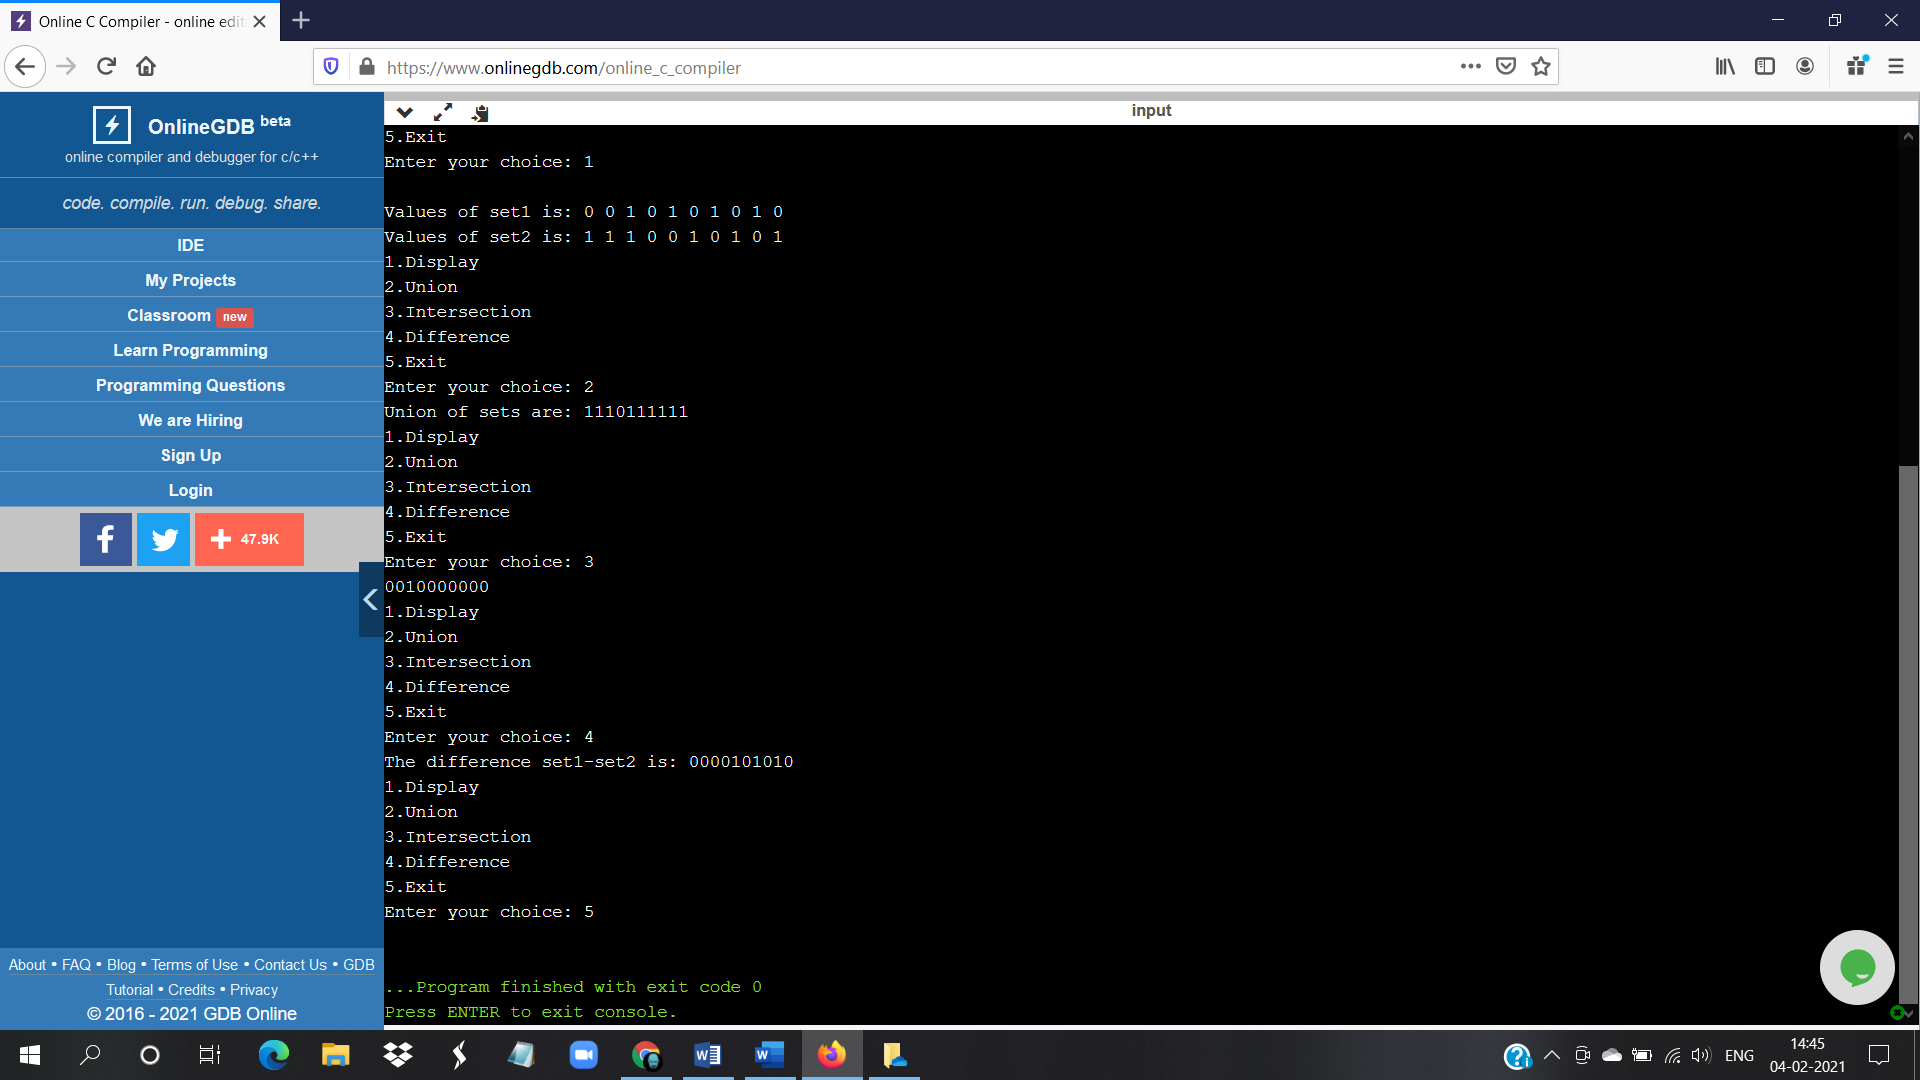 Online C Compiler - online edit
https://www.onlinegdb.com/online_c_compiler
OnlineGDB beta
online compiler and debugger for c/c++
code. compile. run. debug. share.
IDE
My Projects
Classroom new
Learn Programming
Programming Questions
We are Hiring
Sign Up
Login
47.9K
About • FAQ • Blog • Terms of Use • Contact Us • GDB
Tutorial • Credits • Privacy
© 2016 - 2021 GDB Online
input
5.Exit
Enter your choice: 1
Values of set1 is: 0 0 1 0 1 0 1 0 1 0
Values of set2 is: 1 1 1 0 0 1 0 1 0 1
1.Display
2.Union
3.Intersection
4.Difference
5.Exit
Enter your choice: 2
Union of sets are: 1110111111
1.Display
2.Union
3.Intersection
4.Difference
5.Exit
Enter your choice: 3
0010000000
1.Display
2.Union
3.Intersection
4.Difference
5.Exit
Enter your choice: 4
The difference set1-set2 is: 0000101010
1.Display
2.Union
3.Intersection
4.Difference
5.Exit
Enter your choice: 5
...Program finished with exit code 0
Press ENTER to exit console.
ENG
14:45
04-02-2021